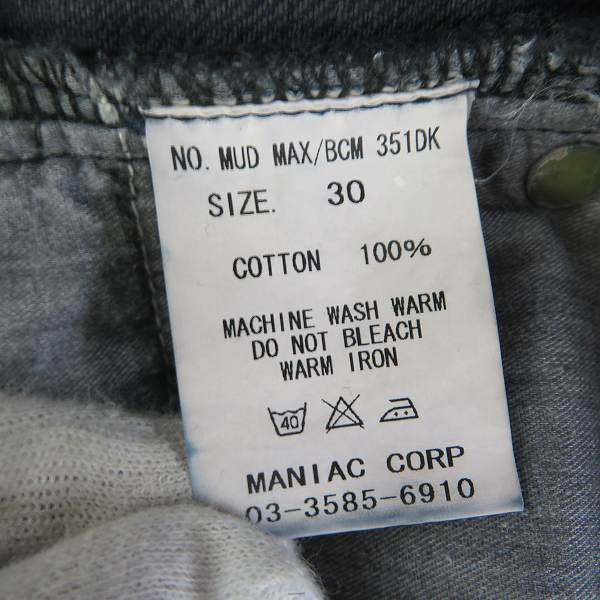 NO. MUD MAX/BCM 351DK
SIZE. 30
COTTON 100%
MACHINE WASH WARM
DO NOT BLEACH
WARM IRON
40
MANIAC CORP
03-3585-6910